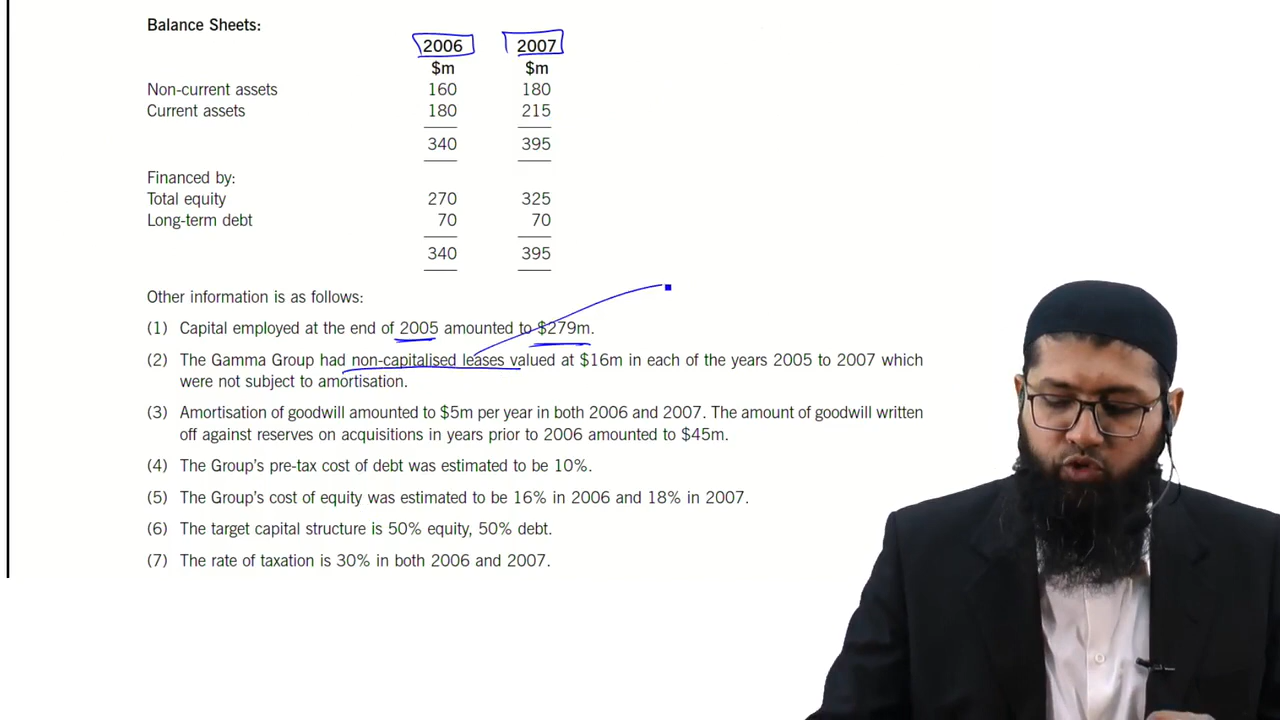 Balance Sheets:
2006 2007
$m $m
Non-current assets 160 180
Current assets 180 215
340 395
Financed by:
Total equity 270 325
Long-term debt 70 70
340 395
Other information is as follows:
(1) Capital employed at the end of 2005 amounted to $279m.
(2) The Gamma Group had non-capitalised leases valued at $16m in each of the years 2005 to 2007 which
were not subject to amortisation.
(3) Amortisation of goodwill amounted to $5m per year in both 2006 and 2007. The amount of goodwill written
off against reserves on acquisitions in years prior to 2006 amounted to $45m.
(4) The Group's pre-tax cost of debt was estimated to be 10%.
(5) The Group's cost of equity was estimated to be 16% in 2006 and 18% in 2007.
(6) The target capital structure is 50% equity, 50% debt.
(7) The rate of taxation is 30% in both 2006 and 2007.